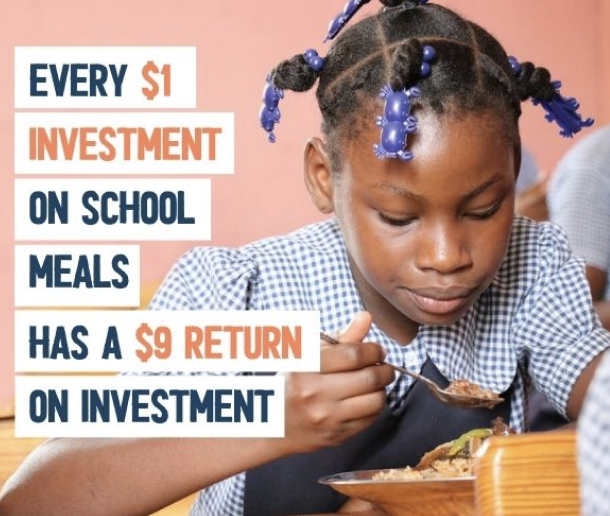 EVERY $1
INVESTMENT
ON SCHOOL
MEALS
HAS A $9 RETURN
ON INVESTMENT